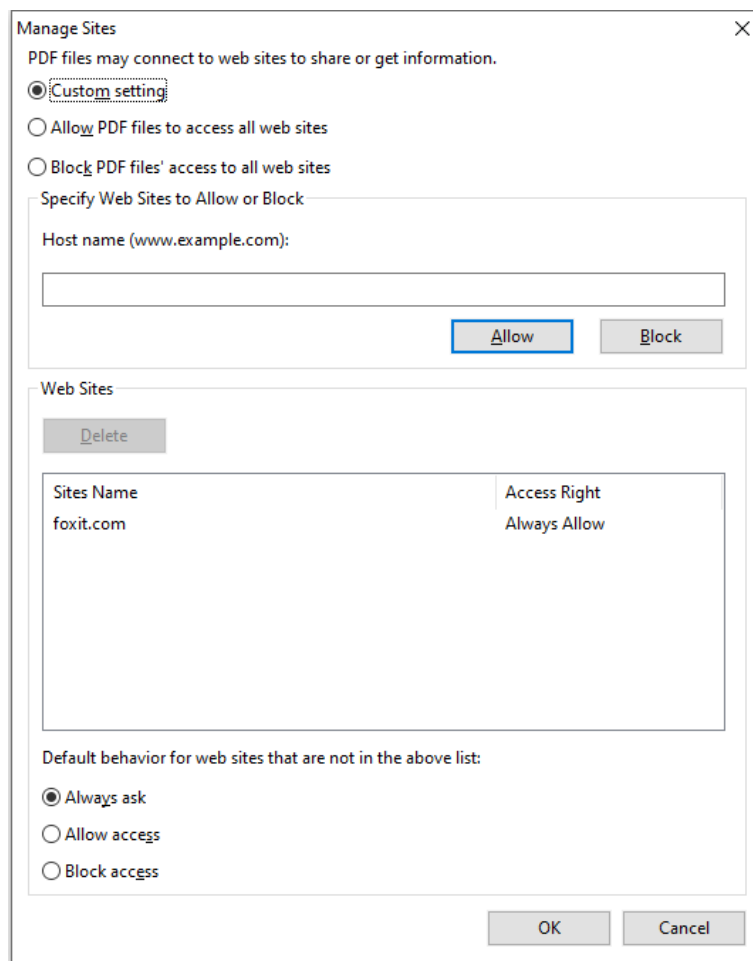 Manage Sites
PDF files may connect to web sites to share or get information.
Custom setting
Allow PDF files to access all web sites
Block PDF files' access to all web sites
Specify Web Sites to Allow or Block
Host name (www.example.com):
Allow Block
Web Sites
Delete
Sites Name Access Right
foxit.com Always Allow
Default behavior for web sites that are not in the above list:
Always ask
Allow access
Block access
OK Cancel